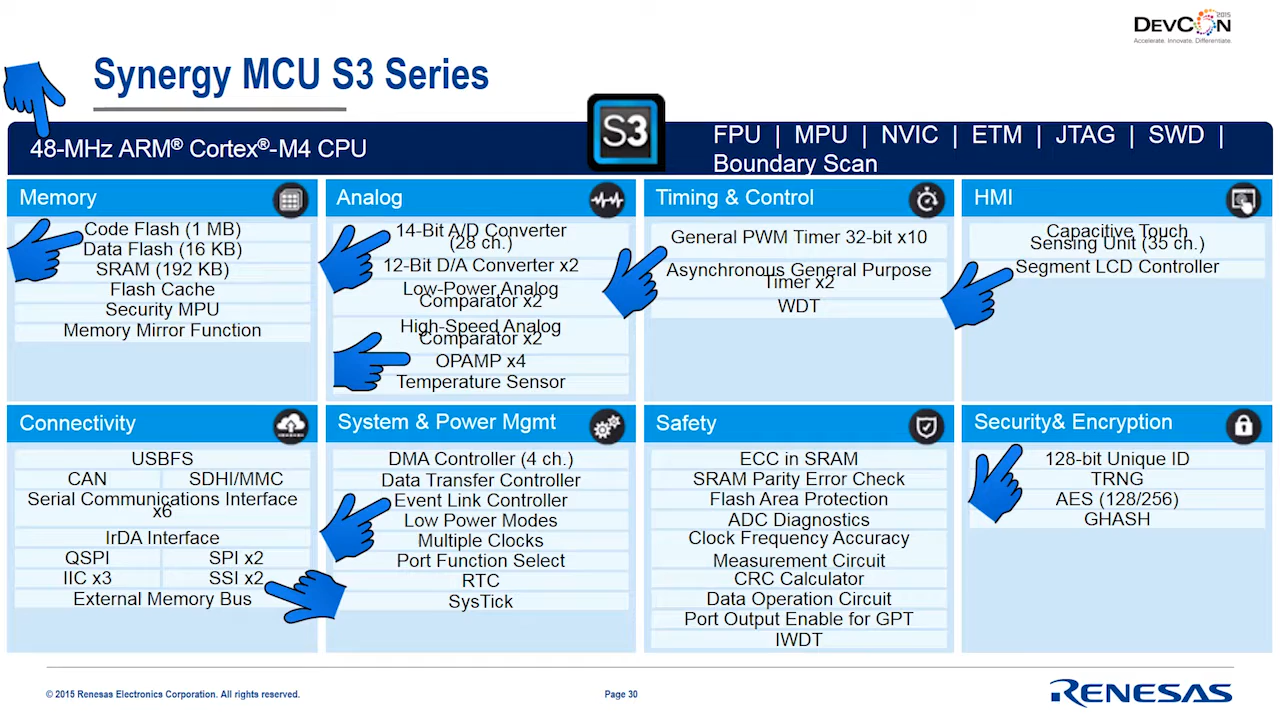 DEVCON 2015
Accelerate. Innovate. Differentiate.
Synergy MCU S3 Series
48-MHz ARM® Cortex®-M4 CPU
S3
FPU | MPU | NVIC | ETM | JTAG | SWD |
Boundary Scan
Memory
Code Flash (1 MB)
Data Flash (16 KB)
SRAM (192 KB)
Flash Cache
Security MPU
Memory Mirror Function
Analog
14-Bit A/D Converter
(28 ch.)
12-Bit D/A Converter x2
Low-Power Analog
Comparator x2
High-Speed Analog
Comparator x2
OPAMP x4
Temperature Sensor
Timing & Control
General PWM Timer 32-bit x10
Asynchronous General Purpose
Timer x2
WDT
HMI
Capacitive Touch
Sensing Unit (35 ch.)
Segment LCD Controller
Connectivity
USBFS
CAN SDHI/MMC
Serial Communications Interface
x6
IrDA Interface
QSPI SPI x2
IIC x3 SSI x2
External Memory Bus
System & Power Mgmt
DMA Controller (4 ch.)
Data Transfer Controller
Event Link Controller
Low Power Modes
Multiple Clocks
Port Function Select
RTC
SysTick
Safety
ECC in SRAM
SRAM Parity Error Check
Flash Area Protection
ADC Diagnostics
Clock Frequency Accuracy
Measurement Circuit
CRC Calculator
Data Operation Circuit
Port Output Enable for GPT
IWDT
Security& Encryption
128-bit Unique ID
TRNG
AES (128/256)
GHASH
© 2015 Renesas Electronics Corporation. All rights reserved.
Page 30
RENESAS